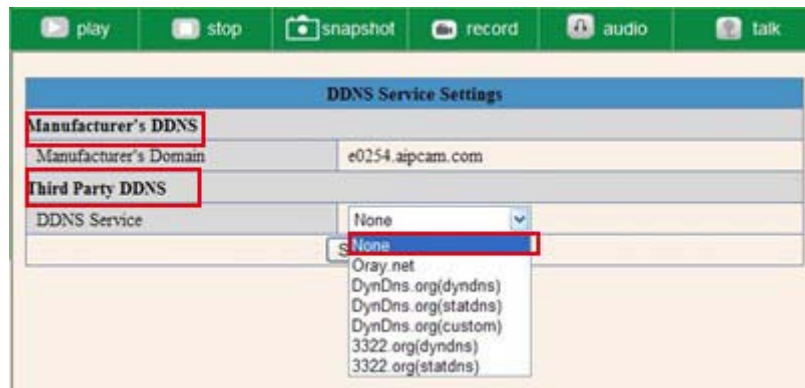 play stop snapshot record audio talk
DDNS Service Settings
Manufacturer's DDNS
Manufacturer's Domain e0254.aipcam.com
Third Party DDNS
DDNS Service None
None
Oray.net
DynDns.org(dyndns)
DynDns.org(statdns)
DynDns.org(custom)
3322.org(dyndns)
3322.org(statdns)